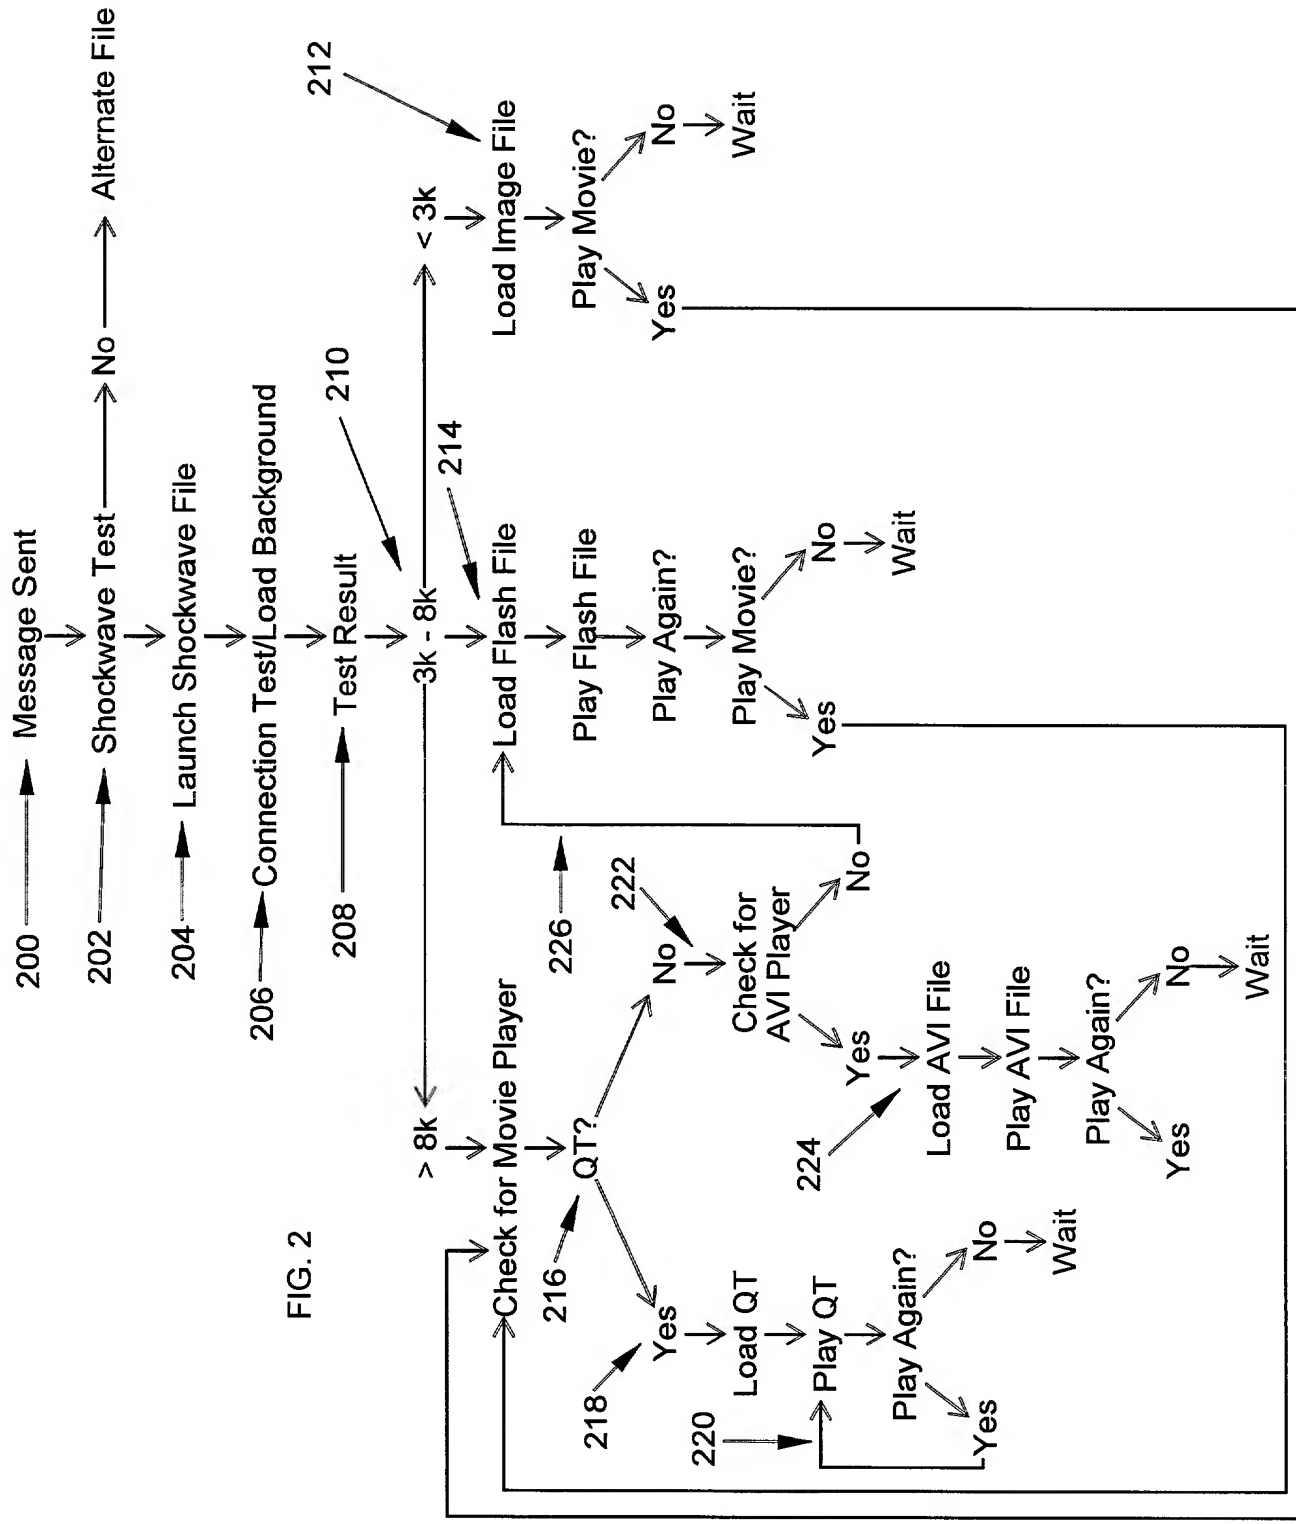 FIG. 2
200
Message Sent
202
Shockwave Test
No
Alternate File
204
Launch Shockwave File
206
Connection Test/Load Background
208
Test Result
210
> 8k
3k - 8k
< 3k
212
214
Check for Movie Player
Load Flash File
Load Image File
216
QT?
226
Play Flash File
Play Movie?
218
Yes
No
222
Play Again?
Yes
No
Load QT
Check for
AVI Player
Play Movie?
Wait
220
Play QT
224
Yes
No
Yes
No
Play Again?
Load AVI File
Wait
Yes
No
Play AVI File
Wait
Play Again?
Yes
No
Wait